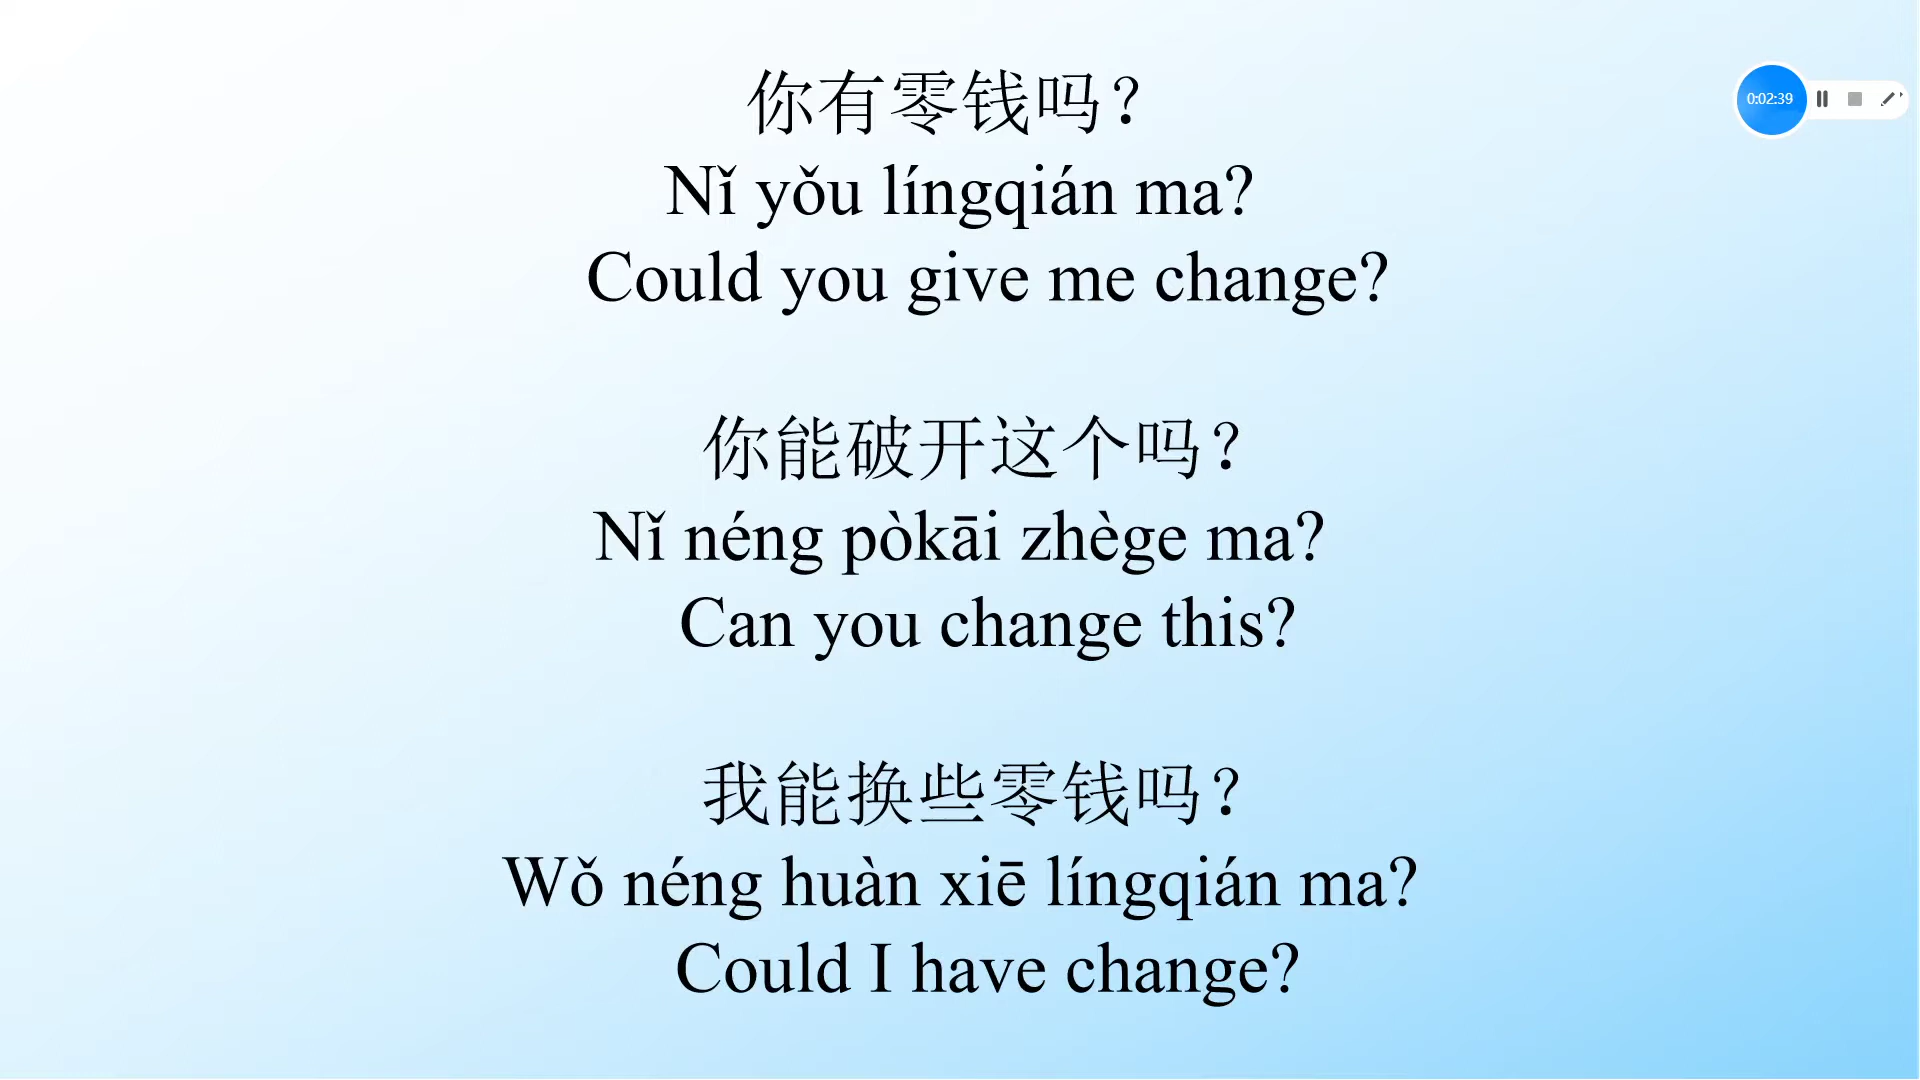 你有零钱吗？
0:02:39
Nǐ yǒu língqián ma?
Could you give me change?
你能破开这个吗？
Nǐ néng pòkāi zhège ma?
Can you change this?
我能换些零钱吗？
Wǒ néng huàn xiē língqián ma?
Could I have change?